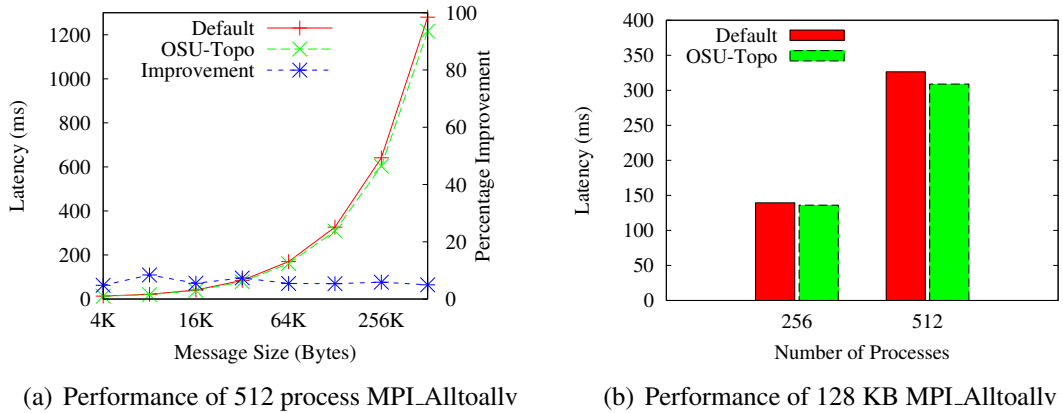 Default
OSU-Topo
Improvement
1200
1000
800
600
400
200
0
Latency (ms)
100
80
60
40
20
0
Percentage Improvement
4K 16K 64K 256K
Message Size (Bytes)
(a) Performance of 512 process MPI_Alltoallv
Default
OSU-Topo
400
350
300
250
200
150
100
50
0
Latency (ms)
256 512
Number of Processes
(b) Performance of 128 KB MPI_Alltoallv